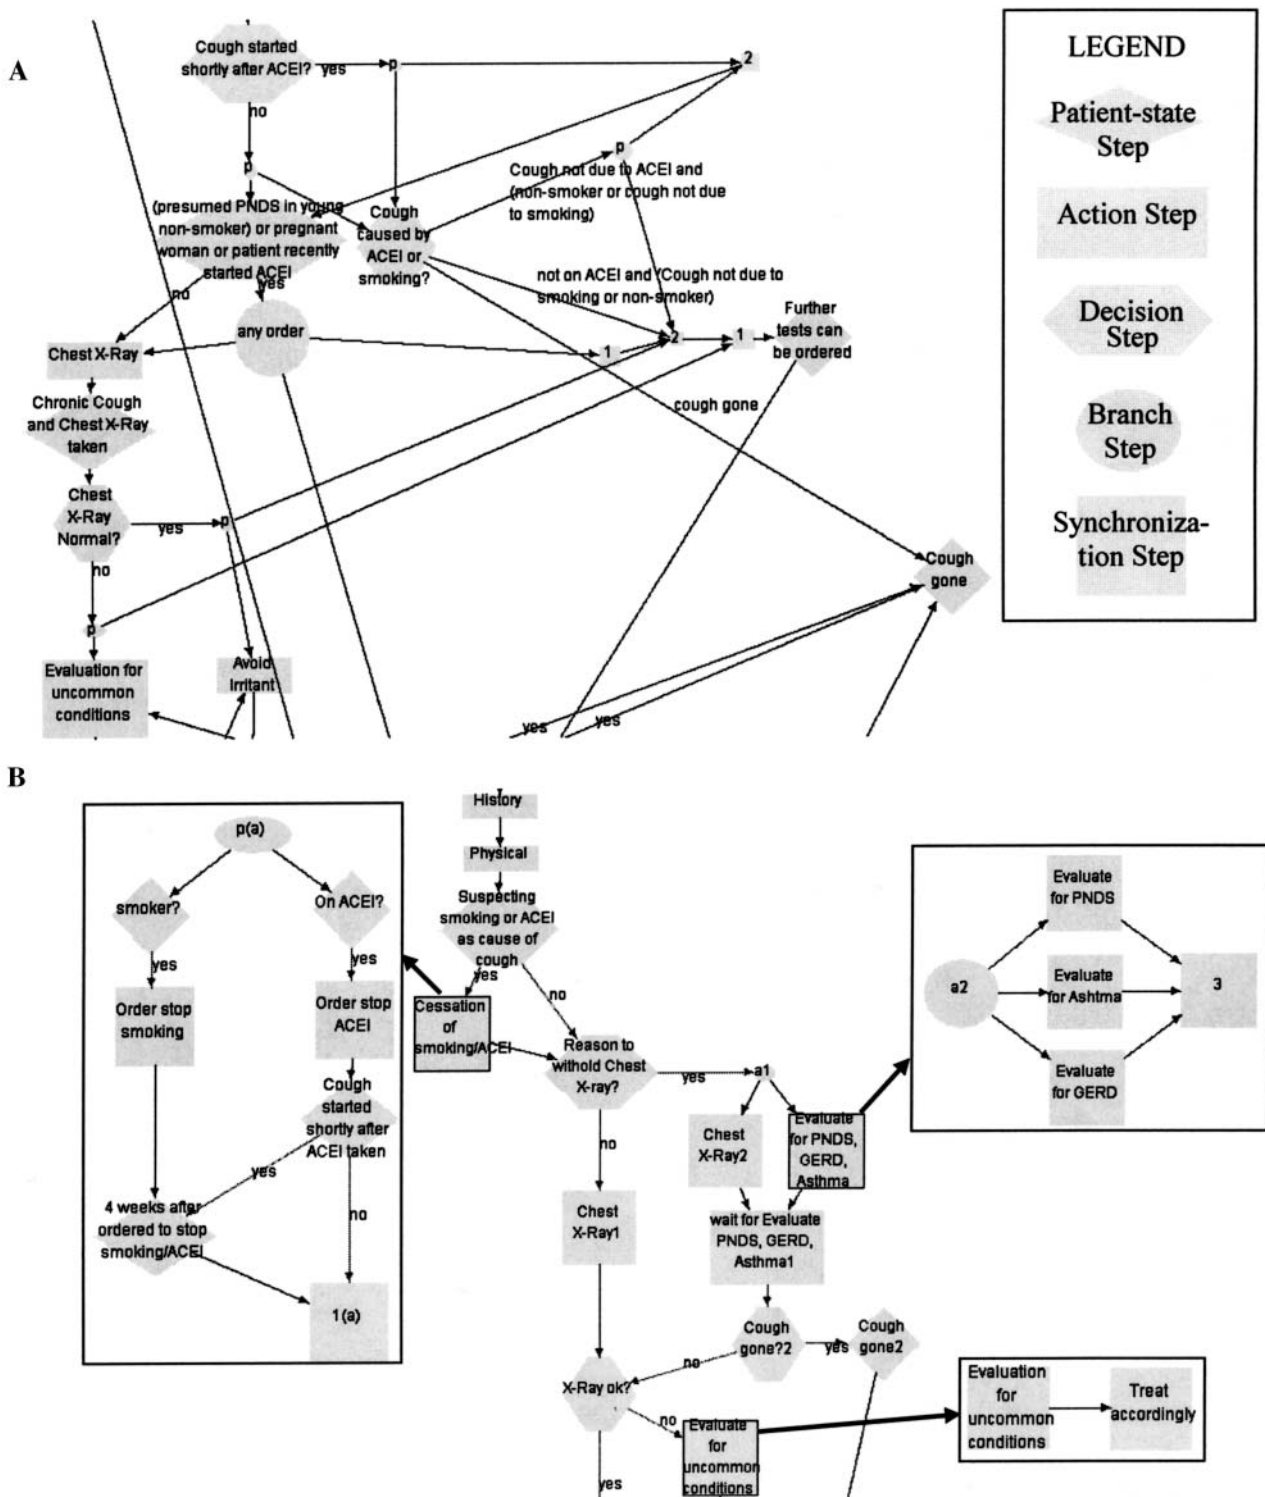 A
1
Cough started
shortly after ACEI?
yes
p
2
no
p
p
Cough not due to ACEI and
(non-smoker or cough not due
to smoking)
(presumed PNDS in young
non-smoker) or pregnant
woman or patient recently
started ACEI
Cough
caused by
ACEI or
smoking?
no
yes
not on ACEI and (Cough not due to
smoking or non-smoker)
any order
Further
tests can
be ordered
1
2
1
Chest X-Ray
cough gone
Chronic Cough
and Chest X-Ray
taken
Chest
X-Ray
Normal?
yes
p
no
p
Cough
gone
Evaluation for
uncommon
conditions
Avoid
Irritant
yes
yes
LEGEND
Patient-state
Step
Action Step
Decision
Step
Branch
Step
Synchroniza-
tion Step
B
p(a)
smoker?
On ACEI?
yes
yes
Order stop
smoking
Order stop
ACEI
Cough
started
shortly after
ACEI taken
yes
no
4 weeks after
ordered to stop
smoking/ACEI
1(a)
History
Physical
Suspecting
smoking or ACEI
as cause of
cough
yes
no
Cessation
of
smoking/ACEI
Reason to
withold Chest
X-ray?
yes
a1
no
Chest
X-Ray2
Evaluate
for PNDS,
GERD,
Asthma
Chest
X-Ray1
wait for Evaluate
PNDS, GERD,
Asthma1
Cough
gone?2
yes
Cough
gone2
no
X-Ray ok?
no
Evaluate
for
uncommon
conditions
yes
Evaluate
for PNDS
a2
Evaluate
for Ashtma
3
Evaluate
for GERD
Evaluation
for
uncommon
conditions
Treat
accordingly